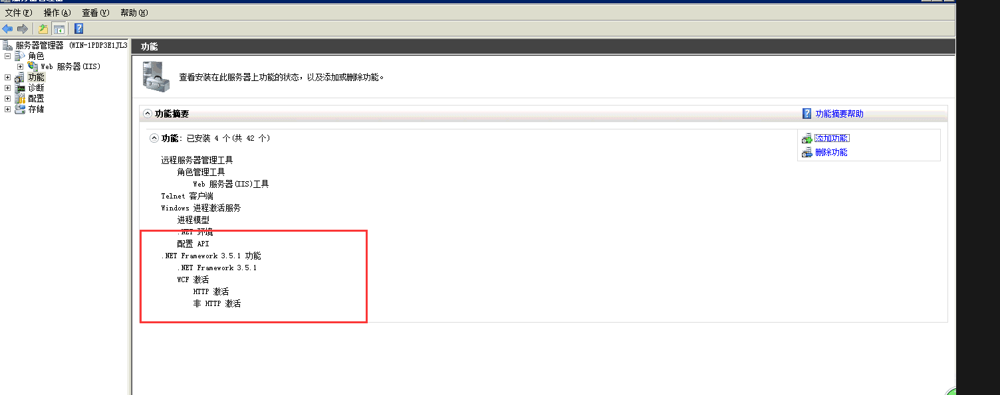 文件(F) 操作(A) 查看(V) 帮助(H)
服务器管理器 (WIN-1PDP3E1JL3
角色
Web 服务器(IIS)
功能
诊断
配置
存储
功能
查看安装在此服务器上功能的状态，以及添加或删除功能。
功能摘要
功能摘要帮助
功能: 已安装 4 个(共 42 个)
添加功能
删除功能
远程服务器管理工具
角色管理工具
Web 服务器(IIS)工具
Telnet 客户端
Windows 进程激活服务
进程模型
.NET 环境
配置 API
.NET Framework 3.5.1 功能
.NET Framework 3.5.1
WCF 激活
HTTP 激活
非 HTTP 激活